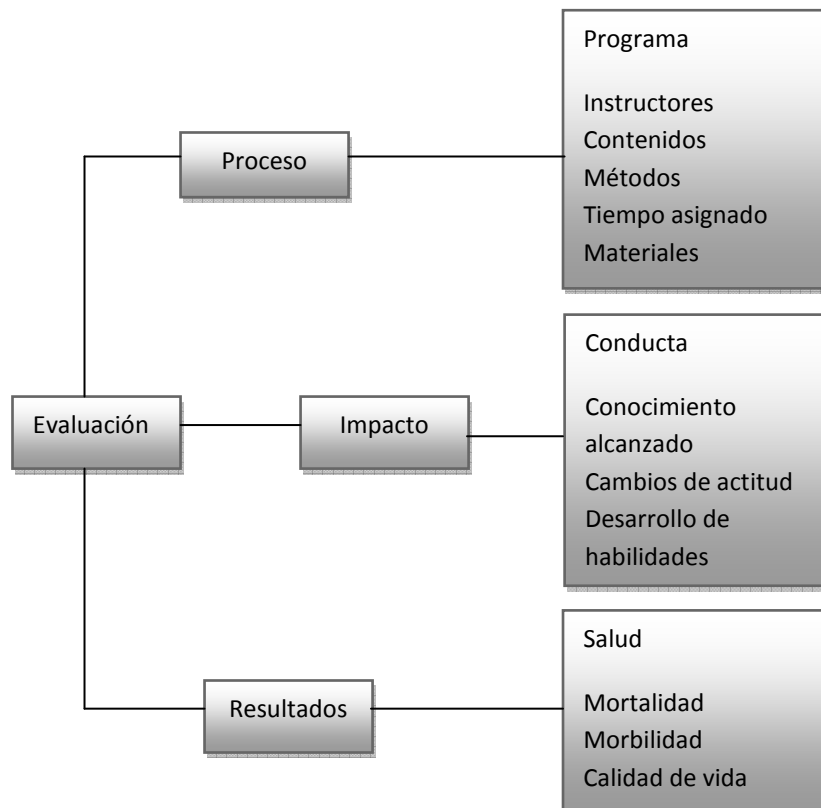 Programa
Instructores
Contenidos
Métodos
Tiempo asignado
Materiales
Proceso
Conducta
Conocimiento
alcanzado
Cambios de actitud
Desarrollo de
habilidades
Evaluación
Impacto
Salud
Mortalidad
Morbilidad
Calidad de vida
Resultados